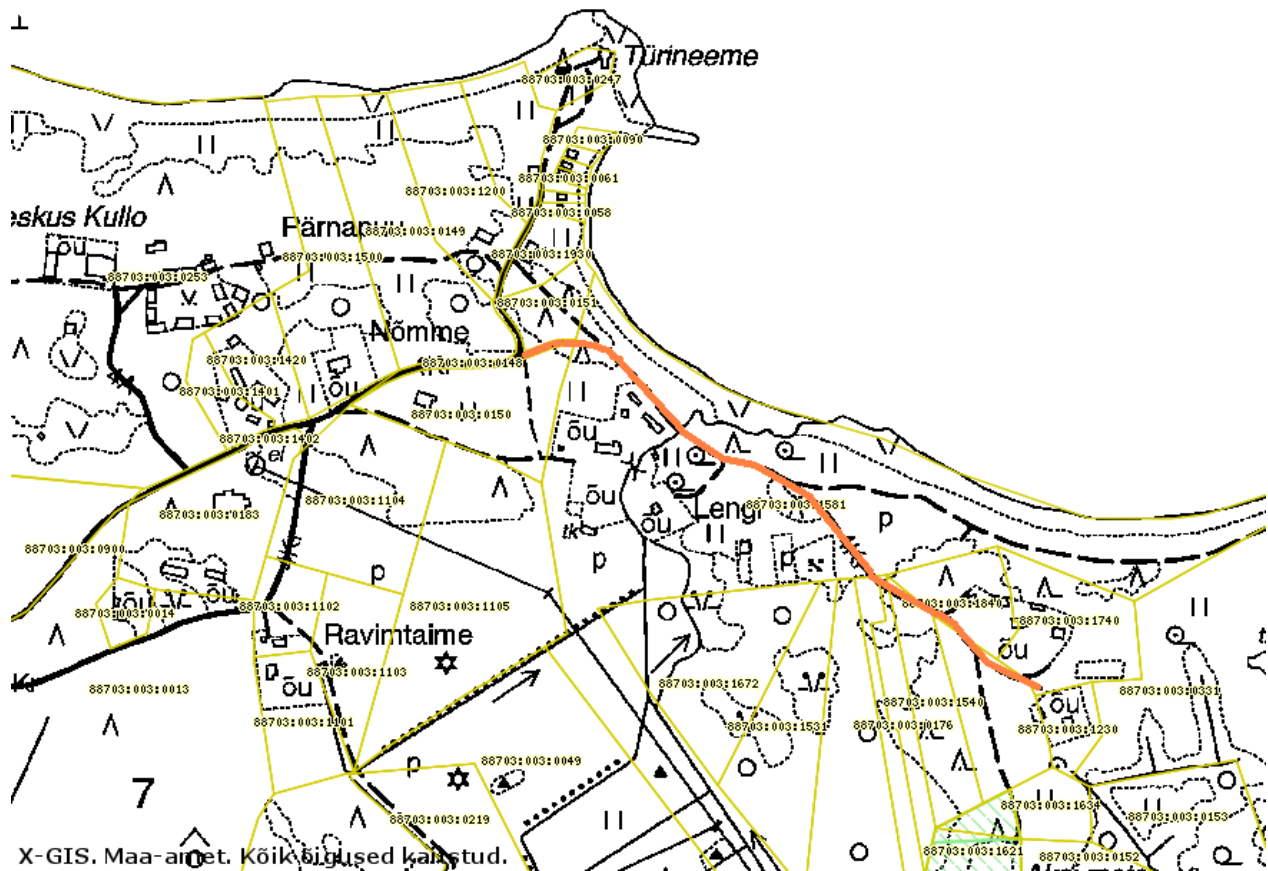 Türineeme
88703:003:0247
88703:003:0090
88703:003:0061
88703:003:1200
88703:003:0058
eskus Kullo
õu
88703:003:0149
88703:003:1500
88703:003:1930
88703:003:0253
88703:003:0151
Nõmme
88703:003:0148
88703:003:1420
88703:003:1401
õu
88703:003:0150
88703:003:1402
õu
el
88703:003:1104
õu
88703:003:0183
Lengi
88703:003:1581
p
tk
õu
88703:003:0900
p
p
p
õu
õu
88703:003:0014
88703:003:1102
88703:003:1105
88703:003:1840
88703:003:1740
Ravimtaime
õu
88703:003:1103
88703:003:0013
õu
88703:003:1672
88703:003:0331
88703:003:1540
õu
88703:003:1101
88703:003:1531
88703:003:0176
88703:003:1230
p
88703:003:0049
7
88703:003:1634
88703:003:0153
88703:003:0219
88703:003:1621
88703:003:0152
X-GIS. Maa-amet. Kõik õigused kaitstud.